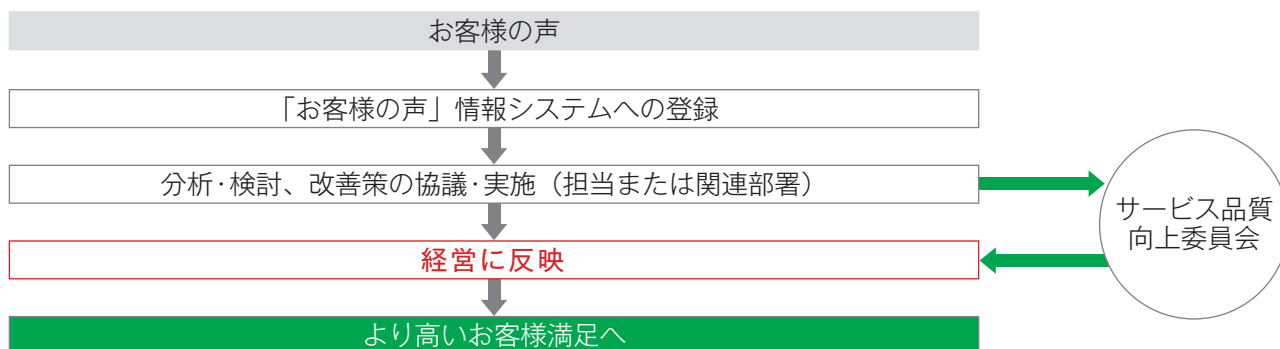 お客様の声
「お客様の声」情報システムへの登録
分析・検討、改善策の協議・実施（担当または関連部署）
サービス品質
向上委員会
経営に反映
より高いお客様満足へ